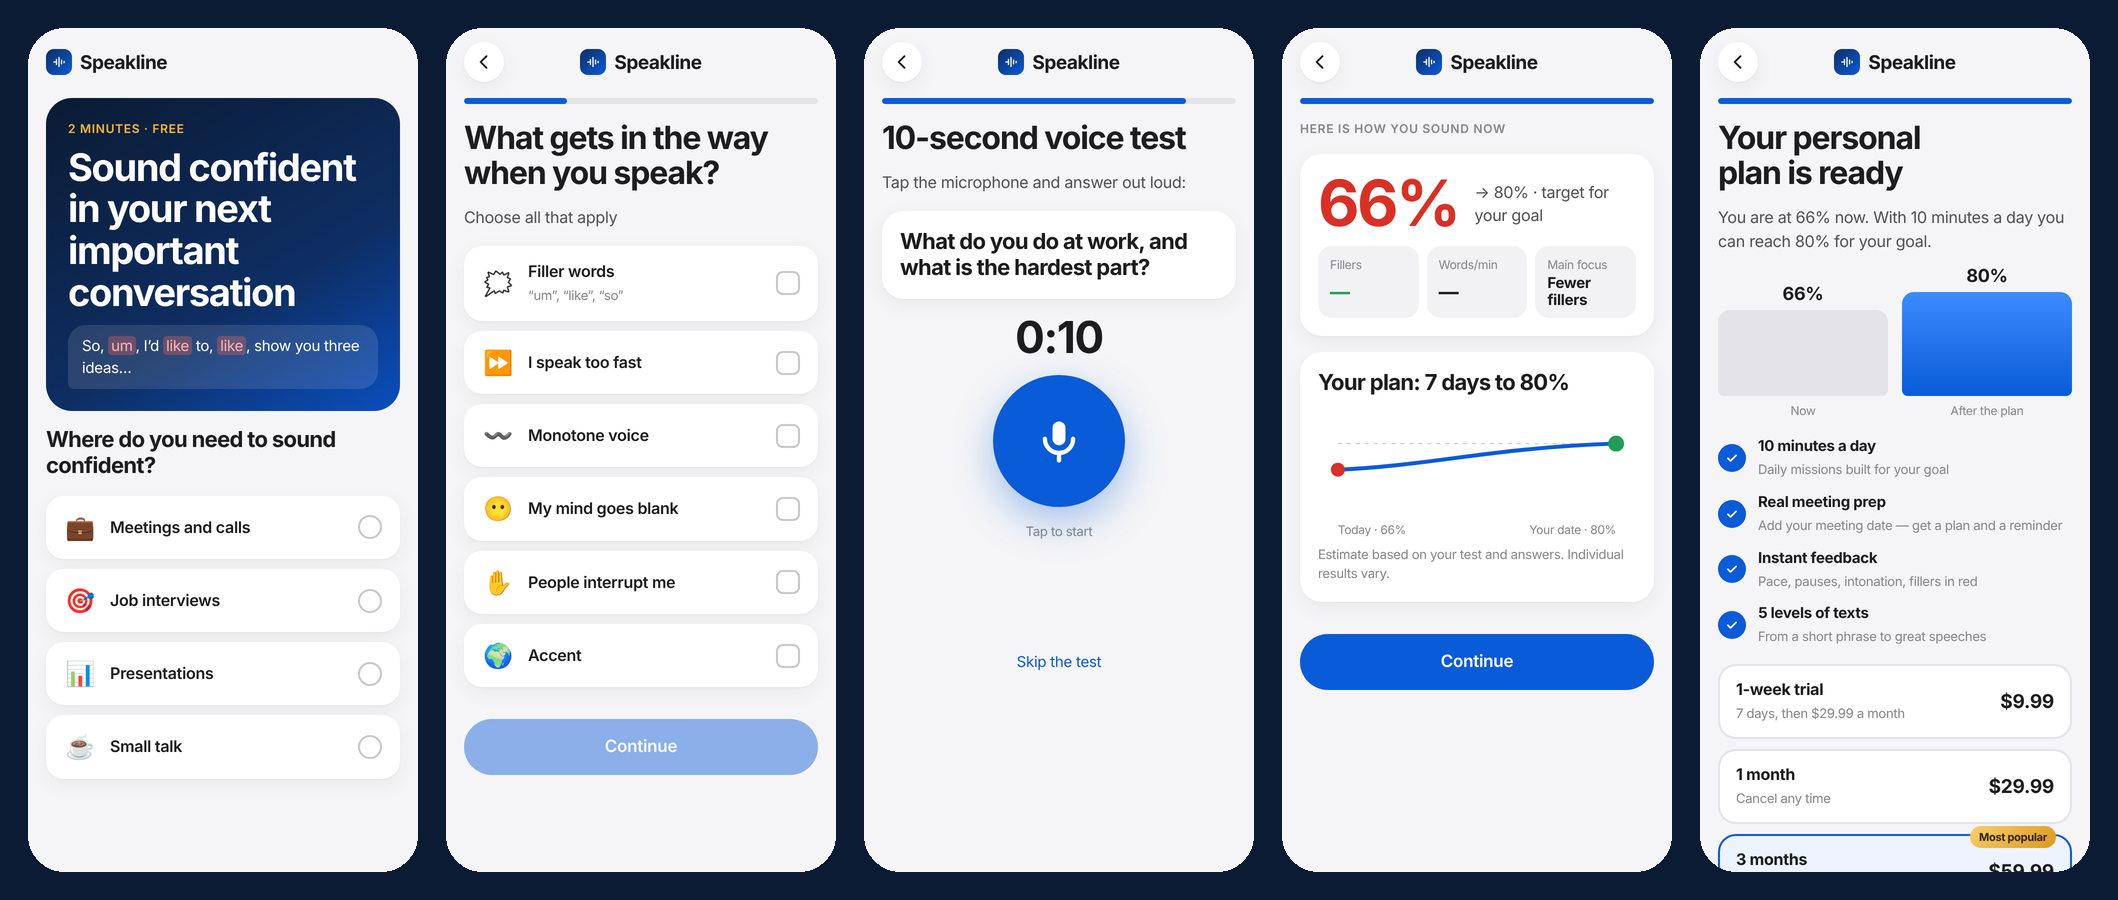 Speakline
2 MINUTES · FREE
Sound confident
in your next
important
conversation
So, um, I'd like to, like, show you three
ideas...
Where do you need to sound
confident?
Meetings and calls
Job interviews
Presentations
Small talk
Speakline
What gets in the way
when you speak?
Choose all that apply
Filler words
“um”, “like”, “so”
I speak too fast
Monotone voice
My mind goes blank
People interrupt me
Accent
Continue
Speakline
10-second voice test
Tap the microphone and answer out loud:
What do you do at work, and
what is the hardest part?
0:10
Tap to start
Skip the test
Speakline
HERE IS HOW YOU SOUND NOW
66%
→ 80% · target for
your goal
Fillers
—
Words/min
—
Main focus
Fewer
fillers
Your plan: 7 days to 80%
Today · 66%
Your date · 80%
Estimate based on your test and answers. Individual
results vary.
Continue
Speakline
Your personal
plan is ready
You are at 66% now. With 10 minutes a day you
can reach 80% for your goal.
66%
80%
Now
After the plan
10 minutes a day
Daily missions built for your goal
Real meeting prep
Add your meeting date — get a plan and a reminder
Instant feedback
Pace, pauses, intonation, fillers in red
5 levels of texts
From a short phrase to great speeches
1-week trial
7 days, then $29.99 a month
$9.99
1 month
Cancel any time
$29.99
Most popular
3 months
$59.99